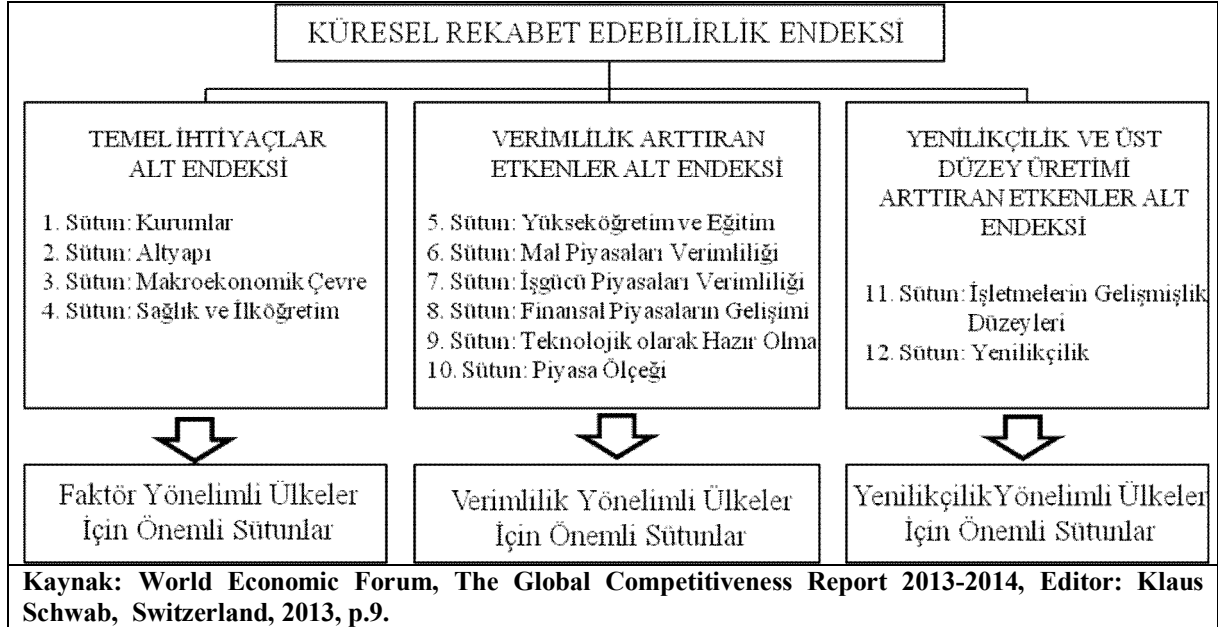 KÜRESEL REKABET EDEBİLİRLİK ENDEKSİ
TEMEL İHTİYAÇLAR
ALT ENDEKSİ
1. Sütun: Kurumlar
2. Sütun: Altyapı
3. Sütun: Makroekonomik Çevre
4. Sütun: Sağlık ve İlköğretim
VERİMLİLİK ARTTIRAN
ETKENLER ALT ENDEKSİ
5. Sütun: Yükseköğretim ve Eğitim
6. Sütun: Mal Piyasaları Verimliliği
7. Sütun: İşgücü Piyasaları Verimliliği
8. Sütun: Finansal Piyasaların Gelişimi
9. Sütun: Teknolojik olarak Hazır Olma
10. Sütun: Piyasa Ölçeği
YENİLİKÇİLİK VE ÜST
DÜZEY ÜRETİMİ
ARTTIRAN ETKENLER ALT
ENDEKSİ
11. Sütun: İşletmelerin Gelişmişlik
Düzeyleri
12. Sütun: Yenilikçilik
Faktör Yönelimli Ülkeler
İçin Önemli Sütunlar
Verimlilik Yönelimli Ülkeler
İçin Önemli Sütunlar
Yenilikçilik Yönelimli Ülkeler
İçin Önemli Sütunlar
Kaynak: World Economic Forum, The Global Competitiveness Report 2013-2014, Editor: Klaus
Schwab, Switzerland, 2013, p.9.